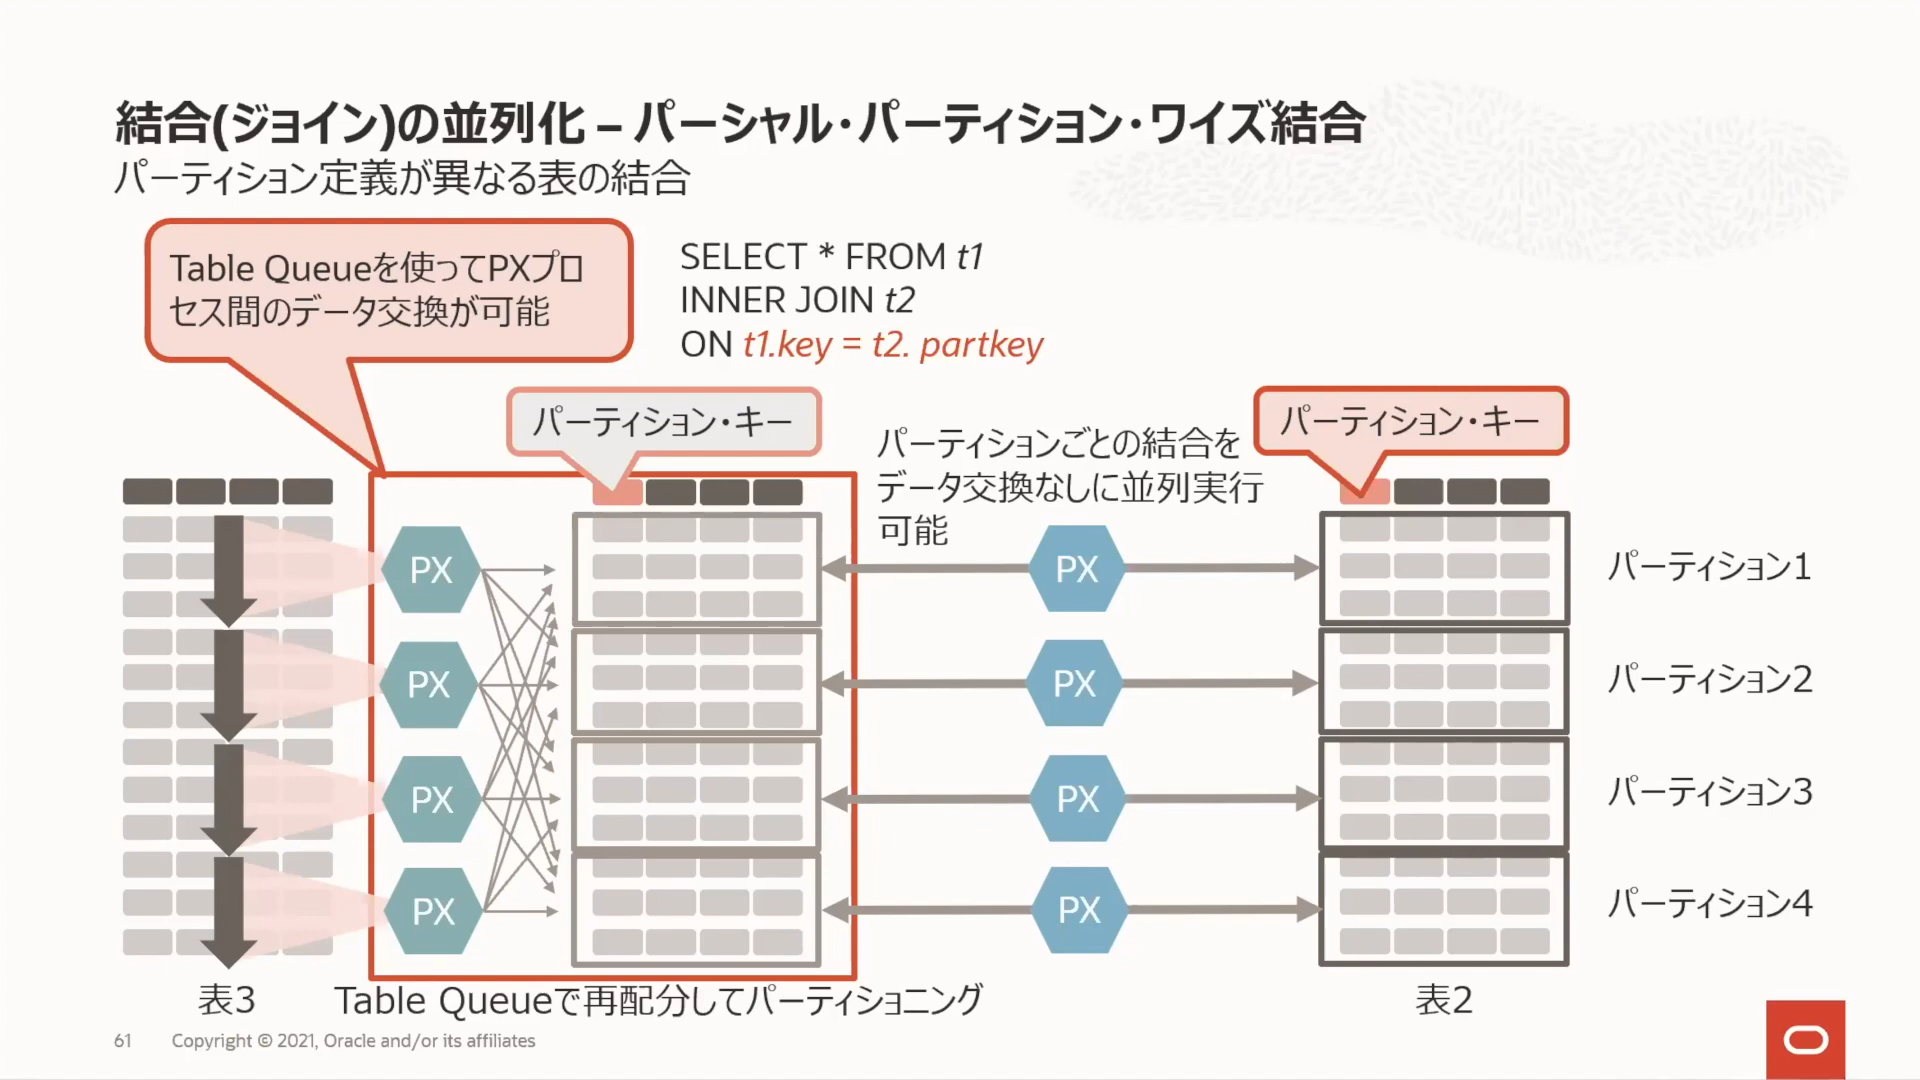 結合(ジョイン)の並列化 – パーシャル・パーティション・ワイズ結合
パーティション定義が異なる表の結合
Table Queueを使ってPXプロ
セス間のデータ交換が可能
SELECT * FROM t1
INNER JOIN t2
ON t1.key = t2. partkey
パーティション・キー
パーティションごとの結合を
データ交換なしに並列実行
可能
パーティション・キー
PX
PX
パーティション1
PX
PX
パーティション2
PX
PX
パーティション3
PX
PX
パーティション4
表3
Table Queueで再配分してパーティショニング
表2
61
Copyright © 2021, Oracle and/or its affiliates